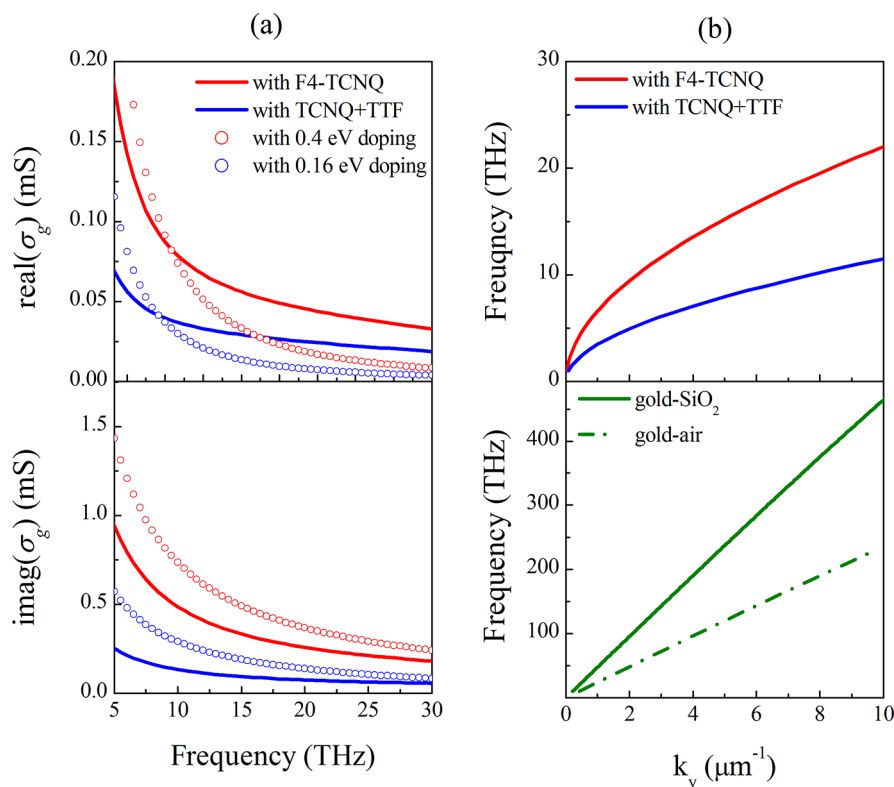 (a)
0.20
0.15
0.10
0.05
0.00
real(σg) (mS)
with F4-TCNQ
with TCNQ+TTF
with 0.4 eV doping
with 0.16 eV doping
1.5
1.0
0.5
0.0
imag(σg) (mS)
5 10 15 20 25 30
Frequency (THz)
(b)
30
20
10
0
Freuqncy (THz)
with F4-TCNQ
with TCNQ+TTF
400
300
200
100
Frequency (THz)
gold-SiO₂
gold-air
0 2 4 6 8 10
kᵧ (μm⁻¹)